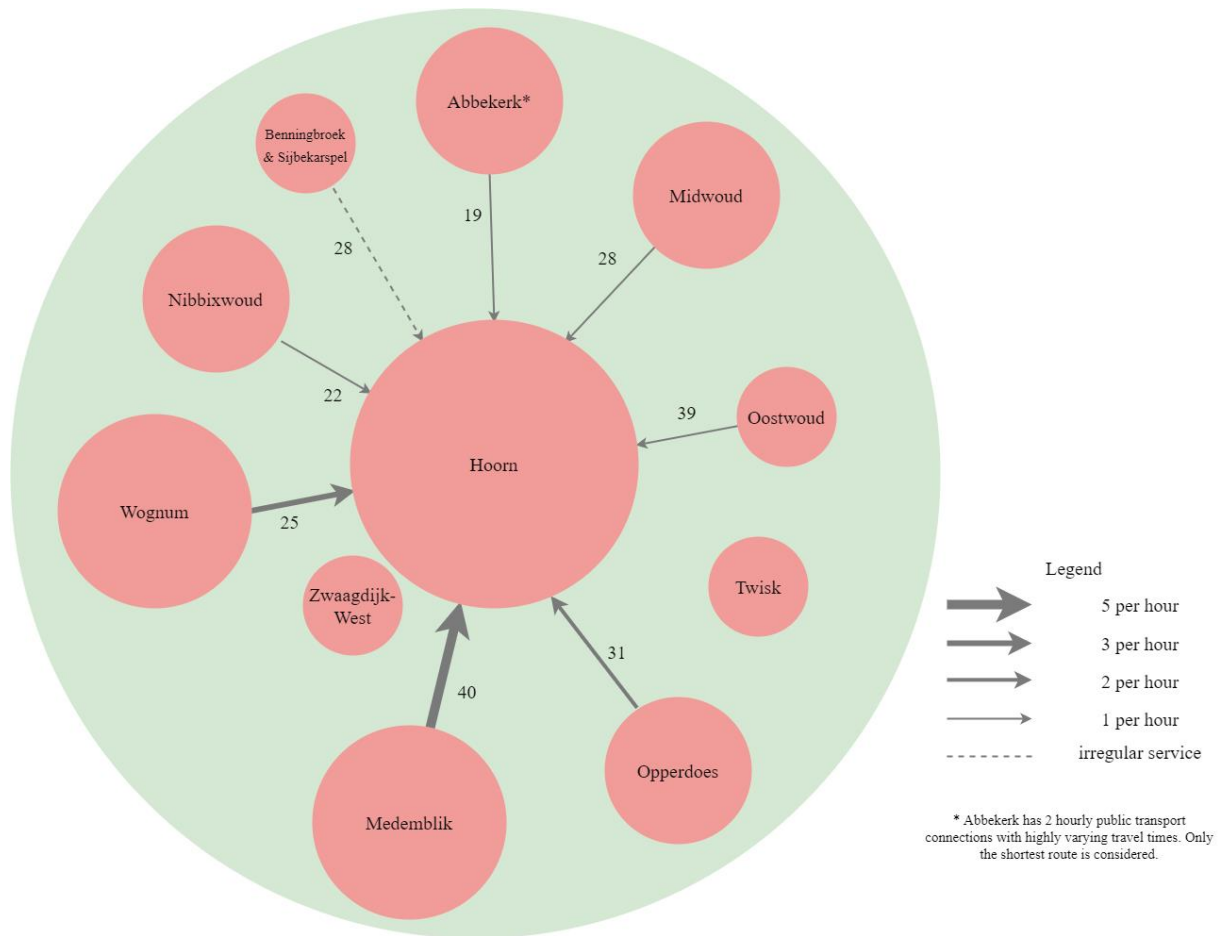 Abbekerk*
Benningbroek
& Sijbekarspel
Midwoud
19
28
28
Nibbixwoud
22
39
Oostwoud
Hoorn
Wognum
25
Zwaagdijk-
West
Twisk
31
40
Opperdoes
Medemblik
Legend
5 per hour
3 per hour
2 per hour
1 per hour
irregular service
* Abbekerk has 2 hourly public transport
connections with highly varying travel times. Only
the shortest route is considered.